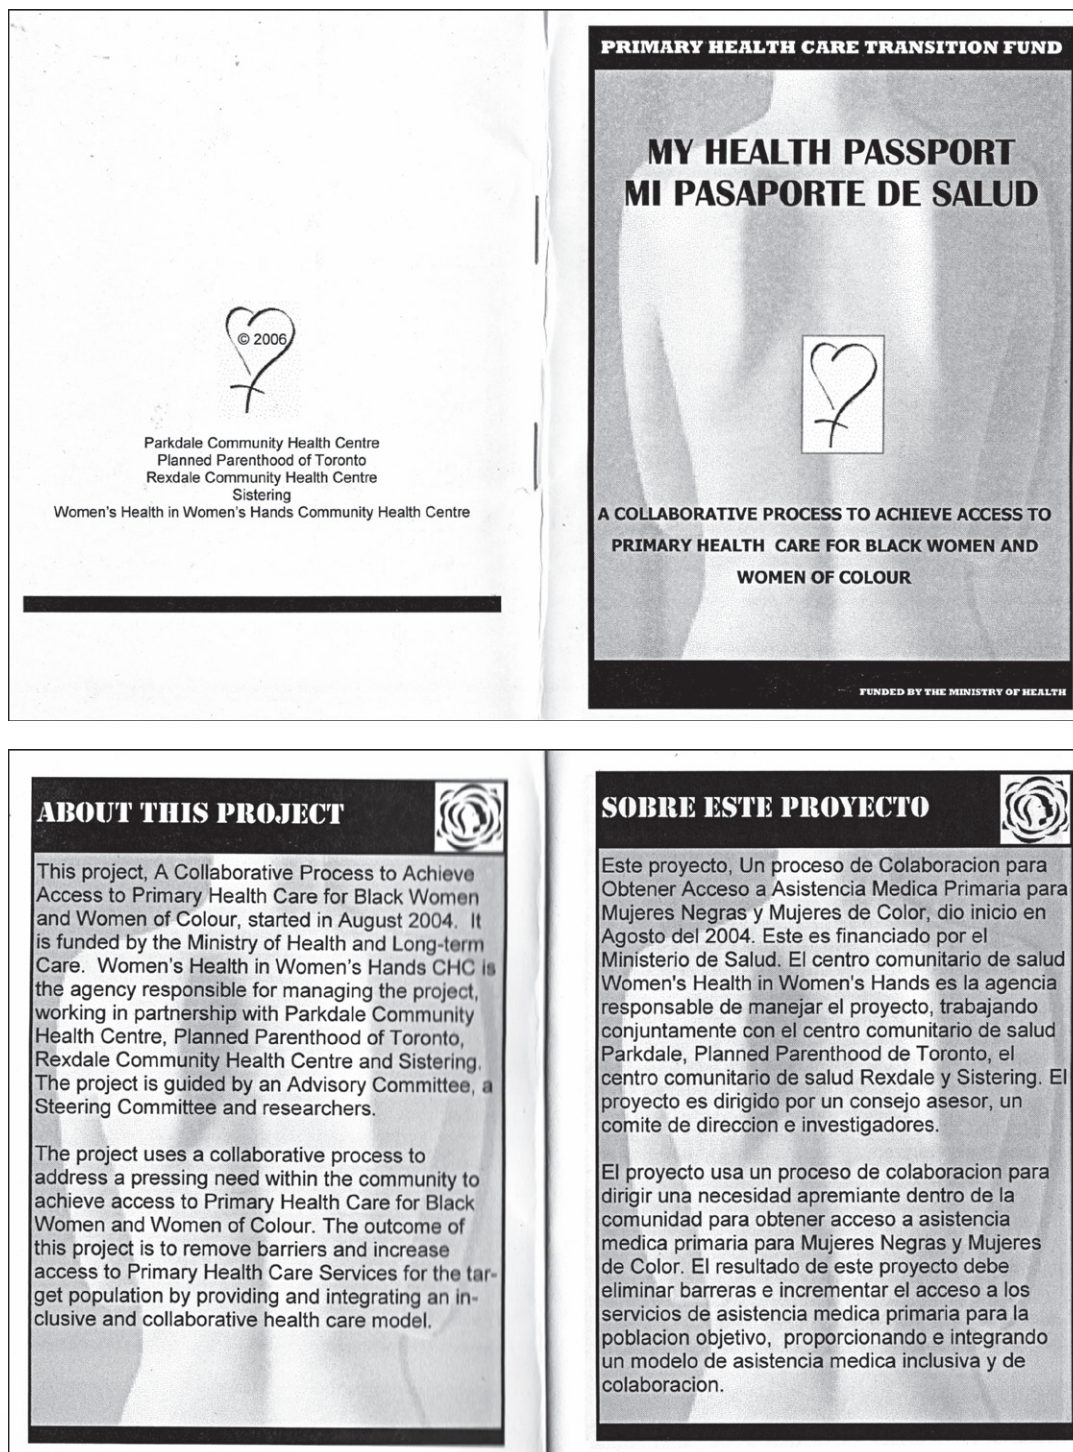 © 2006
Parkdale Community Health Centre
Planned Parenthood of Toronto
Rexdale Community Health Centre
Sistering
Women's Health in Women's Hands Community Health Centre
PRIMARY HEALTH CARE TRANSITION FUND
MY HEALTH PASSPORT
MI PASAPORTE DE SALUD
A COLLABORATIVE PROCESS TO ACHIEVE ACCESS TO
PRIMARY HEALTH CARE FOR BLACK WOMEN AND
WOMEN OF COLOUR
FUNDED BY THE MINISTRY OF HEALTH
ABOUT THIS PROJECT
This project, A Collaborative Process to Achieve
Access to Primary Health Care for Black Women
and Women of Colour, started in August 2004. It
is funded by the Ministry of Health and Long-term
Care. Women's Health in Women's Hands CHC is
the agency responsible for managing the project,
working in partnership with Parkdale Community
Health Centre, Planned Parenthood of Toronto,
Rexdale Community Health Centre and Sistering.
The project is guided by an Advisory Committee, a
Steering Committee and researchers.
The project uses a collaborative process to
address a pressing need within the community to
achieve access to Primary Health Care for Black
Women and Women of Colour. The outcome of
this project is to remove barriers and increase
access to Primary Health Care Services for the tar-
get population by providing and integrating an in-
clusive and collaborative health care model.
SOBRE ESTE PROYECTO
Este proyecto, Un proceso de Colaboracion para
Obtener Acceso a Asistencia Medica Primaria para
Mujeres Negras y Mujeres de Color, dio inicio en
Agosto del 2004. Este es financiado por el
Ministerio de Salud. El centro comunitario de salud
Women's Health in Women's Hands es la agencia
responsable de manejar el proyecto, trabajando
conjuntamente con el centro comunitario de salud
Parkdale, Planned Parenthood de Toronto, el
centro comunitario de salud Rexdale y Sistering. El
proyecto es dirigido por un consejo asesor, un
comite de direccion e investigadores.
El proyecto usa un proceso de colaboracion para
dirigir una necesidad apremiante dentro de la
comunidad para obtener acceso a asistencia
medica primaria para Mujeres Negras y Mujeres
de Color. El resultado de este proyecto debe
eliminar barreras e incrementar el acceso a los
servicios de asistencia medica primaria para la
poblacion objetivo, proporcionando e integrando
un modelo de asistencia medica inclusiva y de
colaboracion.